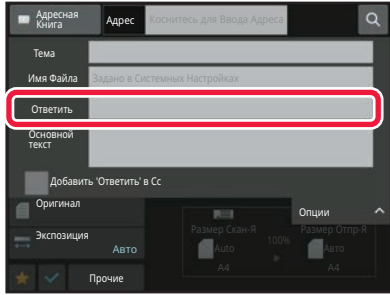 Адресная
Книга
Адрес
Коснитесь для Ввода Адреса
Тема
Имя Файла
Задано в Системных Настройках
Ответить
Основной
текст
Добавить 'Ответить' в Cc
Оригинал
Опции
Экспозиция
Авто
Размер Скан-Я
100%
Размер Отпр-Я
Auto
Авто
A4
A4
Прочие